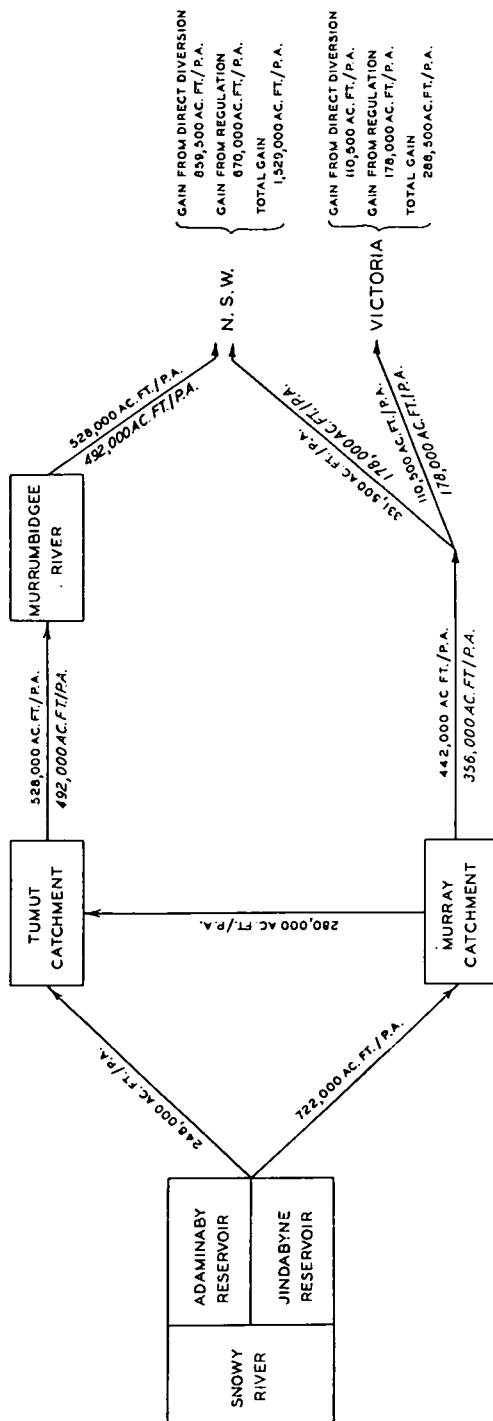 SNOWY
RIVER
ADAMINABY
RESERVOIR
JINDABYNE
RESERVOIR
248,000 AC. FT./P.A.
722,000 AC. FT./P.A.
TUMUT
CATCHMENT
280,000 AC. FT./P.A.
MURRAY
CATCHMENT
528,000 AC. FT./P.A.
492,000 AC. FT./P.A.
442,000 AC. FT./P.A.
356,000 AC. FT/P.A.
MURRUMBIDGEE
RIVER
528,000 AC. FT./P.A.
492,000 AC. FT./P.A.
331,500 AC. FT./P.A.
178,000 AC. FT./P.A.
110,500 AC. FT./P.A.
178,000 AC. FT./P.A.
N. S. W.
VICTORIA
GAIN FROM DIRECT DIVERSION
859,500 AC. FT./P.A.
GAIN FROM REGULATION
670,000 AC. FT./P.A.
TOTAL GAIN
1,529,000 AC. FT./P.A.
GAIN FROM DIRECT DIVERSION
110,500 AC. FT./P.A.
GAIN FROM REGULATION
178,000 AC. FT./P.A.
TOTAL GAIN
288,500 AC. FT./P.A.